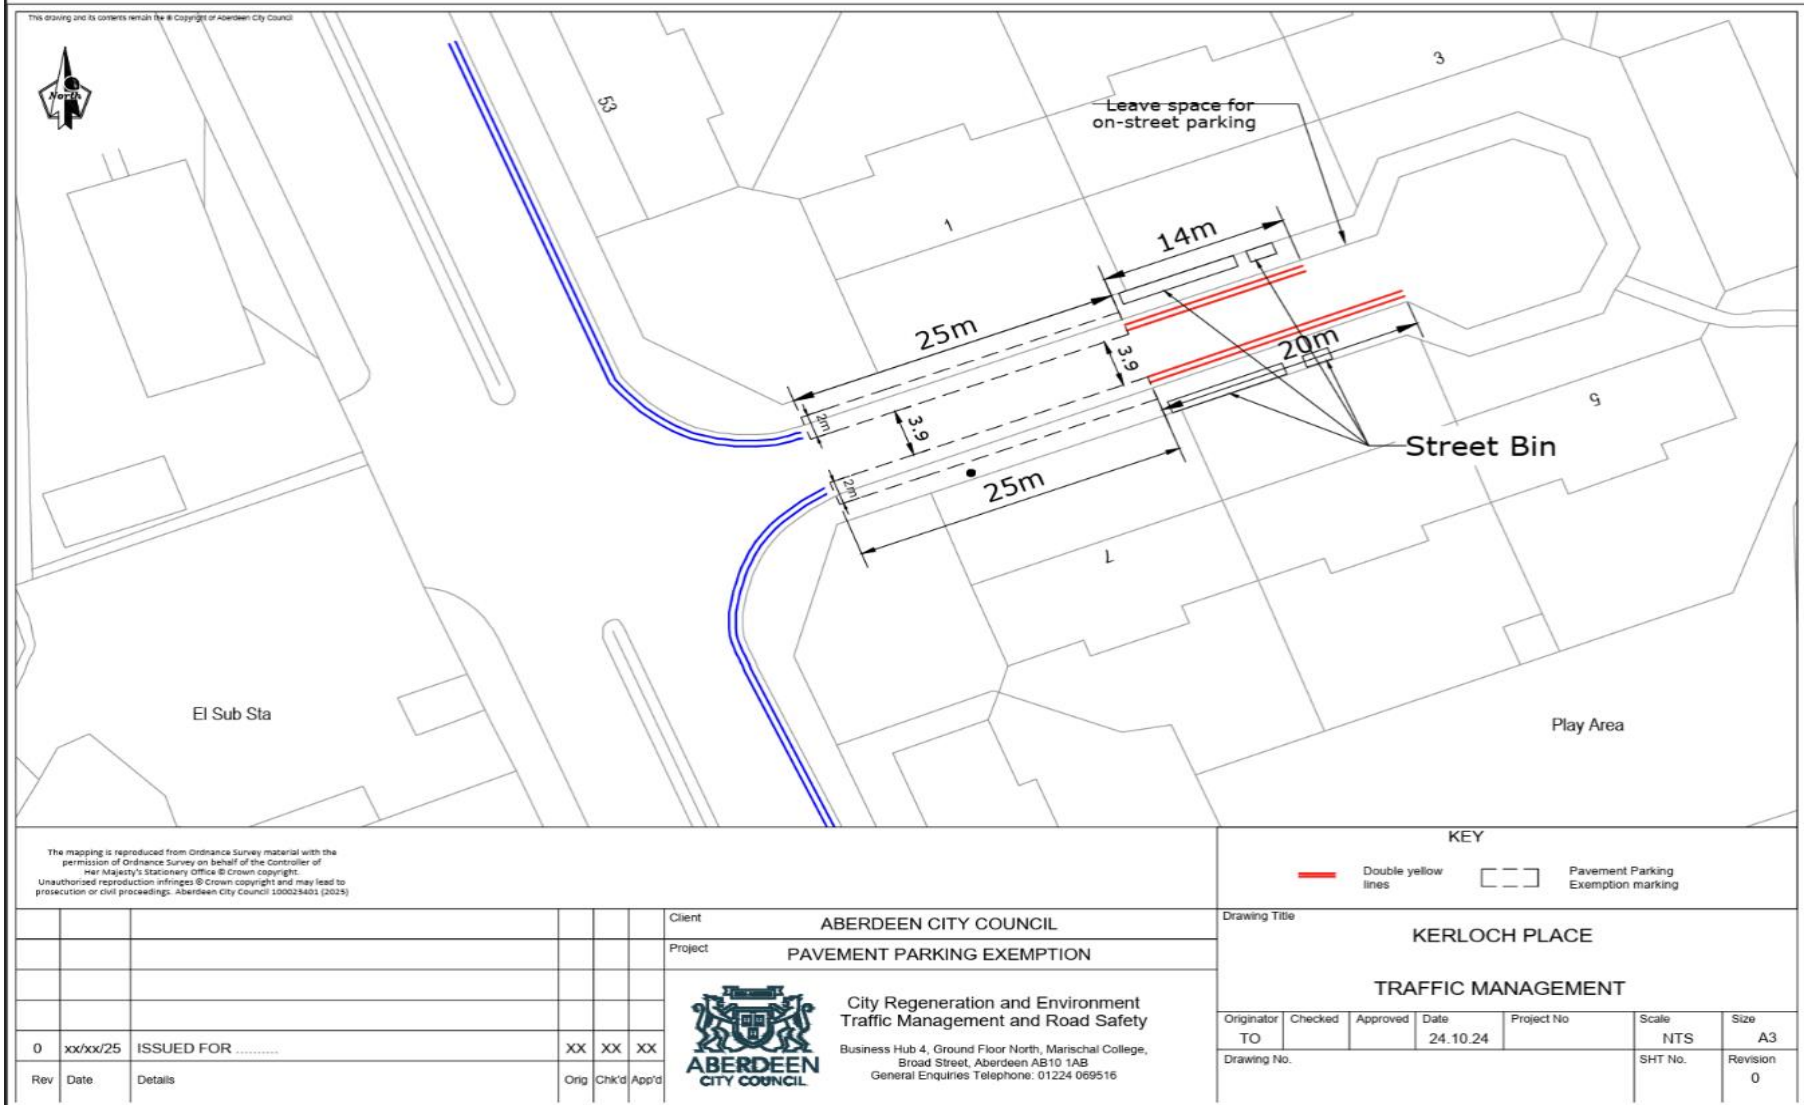 This drawing and its contents remain the © Copyright of Aberdeen City Council
North
53
3
Leave space for
on-street parking
1
14m
25m
3.9
20m
2m
3.9
5
Street Bin
2m
25m
7
El Sub Sta
Play Area
The mapping is reproduced from Ordnance Survey material with the
permission of Ordnance Survey on behalf of the Controller of
Her Majesty's Stationery Office © Crown copyright.
Unauthorised reproduction infringes © Crown copyright and may lead to
prosecution or civil proceedings. Aberdeen City Council 100023401 (2025)
KEY
Double yellow
lines
Pavement Parking
Exemption marking
Client
ABERDEEN CITY COUNCIL
Project
PAVEMENT PARKING EXEMPTION
Drawing Title
KERLOCH PLACE
TRAFFIC MANAGEMENT
City Regeneration and Environment
Traffic Management and Road Safety
Business Hub 4, Ground Floor North, Marischal College,
Broad Street, Aberdeen AB10 1AB
General Enquiries Telephone: 01224 069516
ABERDEEN
CITY COUNCIL
0 xx/xx/25 ISSUED FOR .......... XX XX XX
Rev Date Details Orig Chk'd App'd
Originator Checked Approved Date Project No Scale Size
TO 24.10.24 NTS A3
Drawing No. SHT No. Revision
0